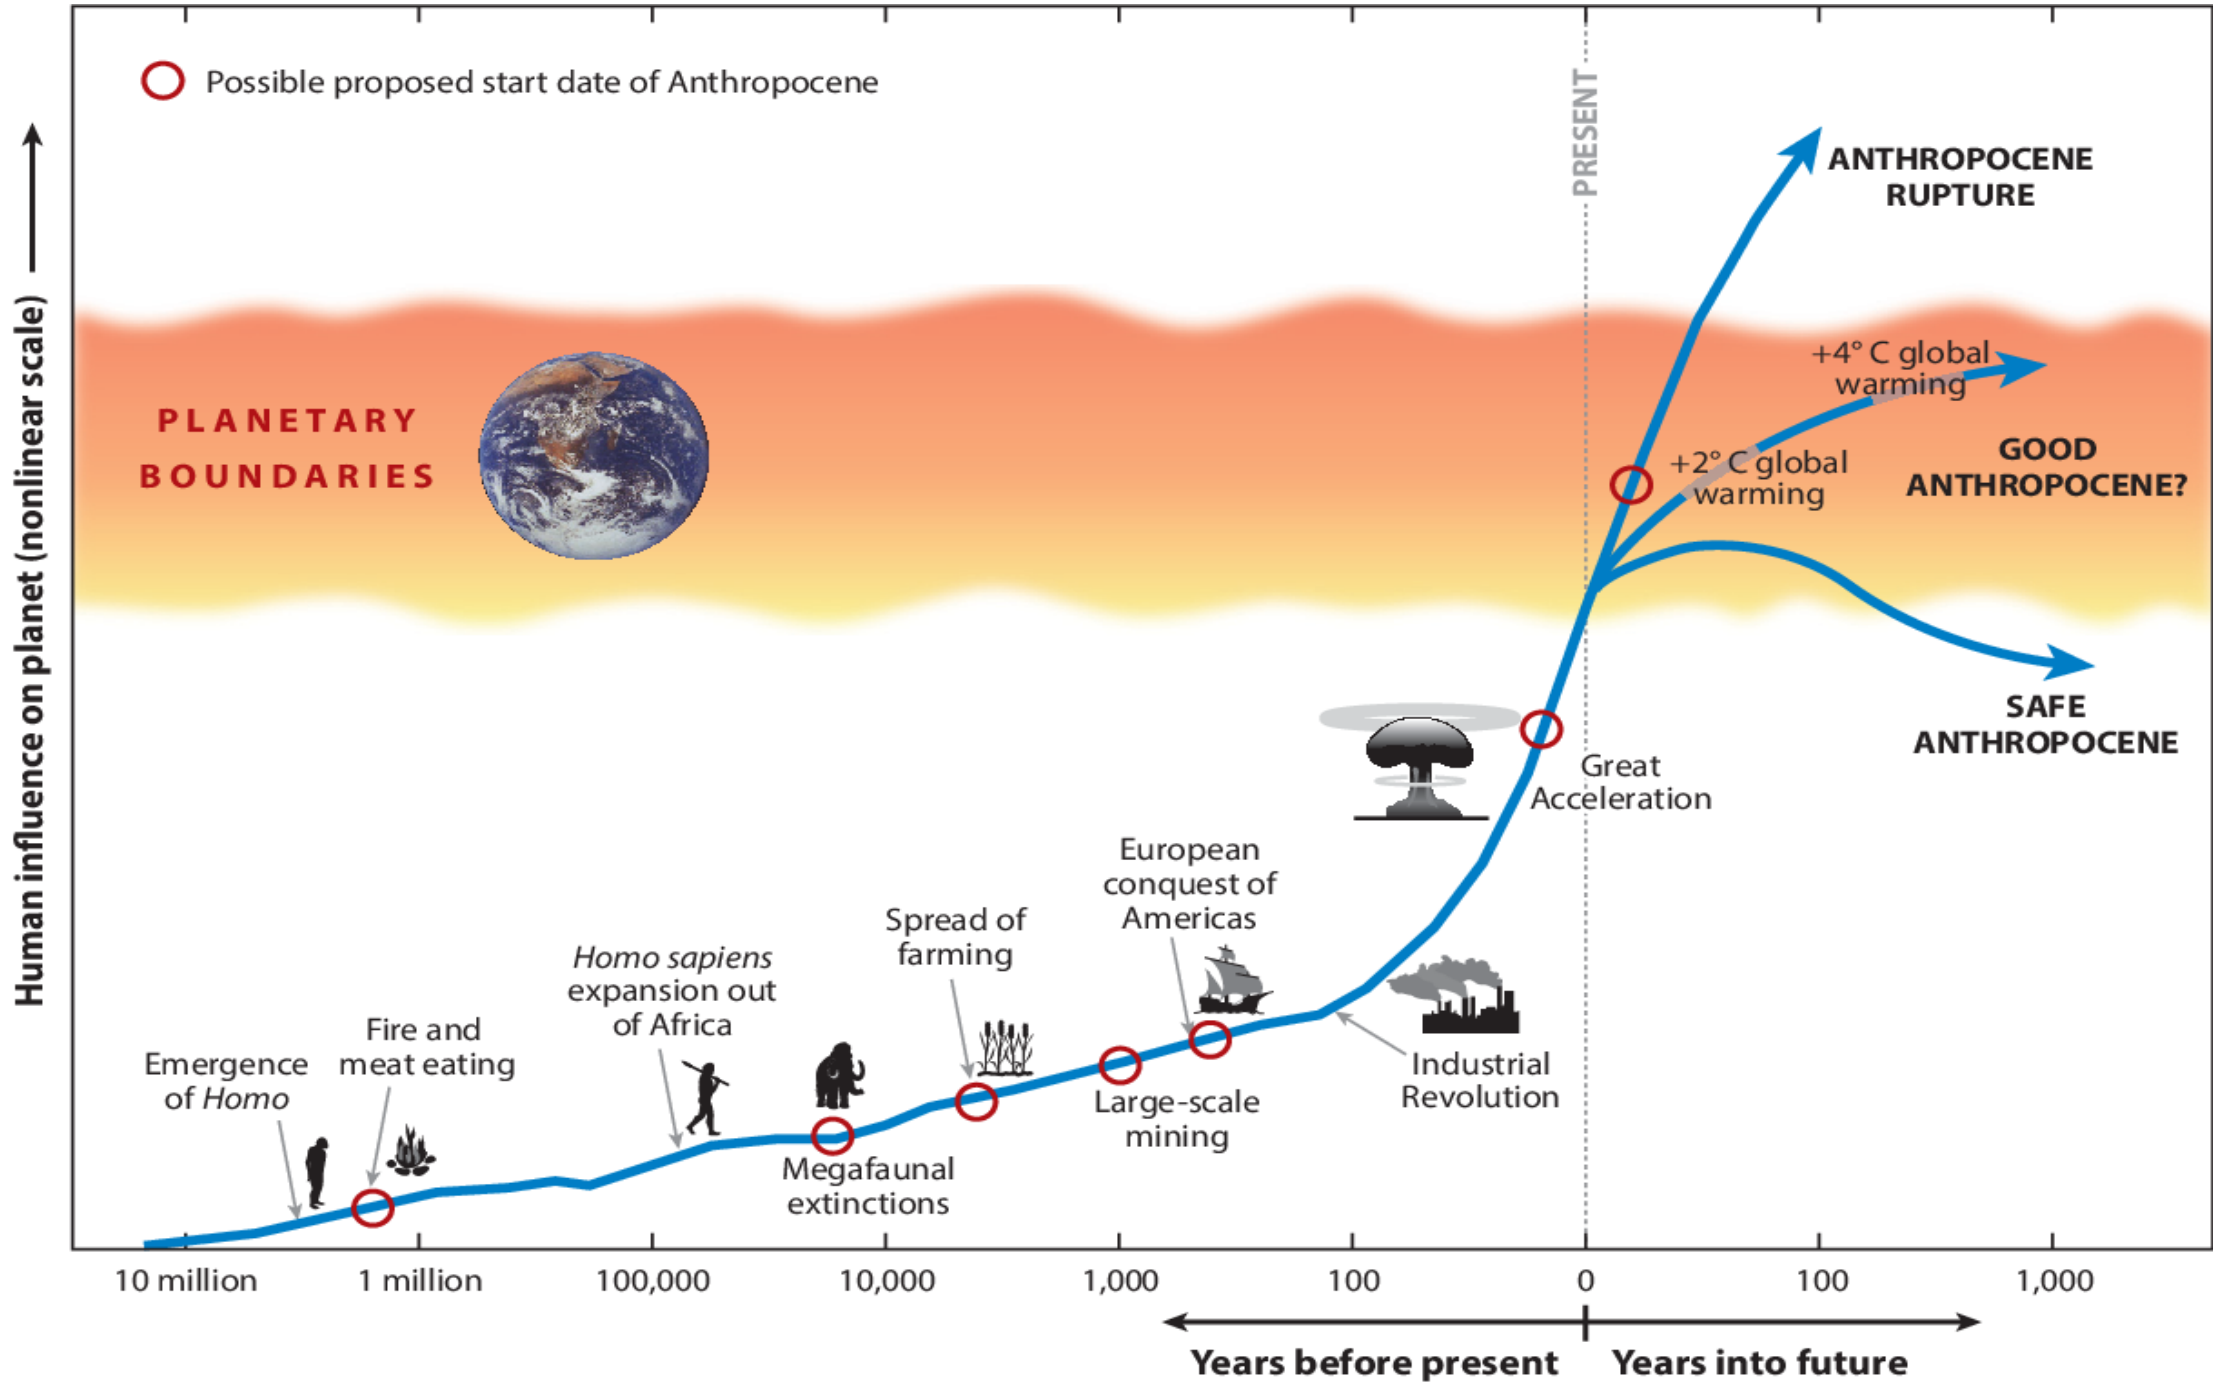 Possible proposed start date of Anthropocene
Human influence on planet (nonlinear scale)
PRESENT
ANTHROPOCENE
RUPTURE
PLANETARY
BOUNDARIES
+4° C global
warming
+2° C global
warming
GOOD
ANTHROPOCENE?
SAFE
ANTHROPOCENE
Great
Acceleration
European
conquest of
Americas
Spread of
farming
Homo sapiens
expansion out
of Africa
Fire and
meat eating
Emergence
of Homo
Industrial
Revolution
Large-scale
mining
Megafaunal
extinctions
10 million
1 million
100,000
10,000
1,000
100
0
100
1,000
Years before present
Years into future